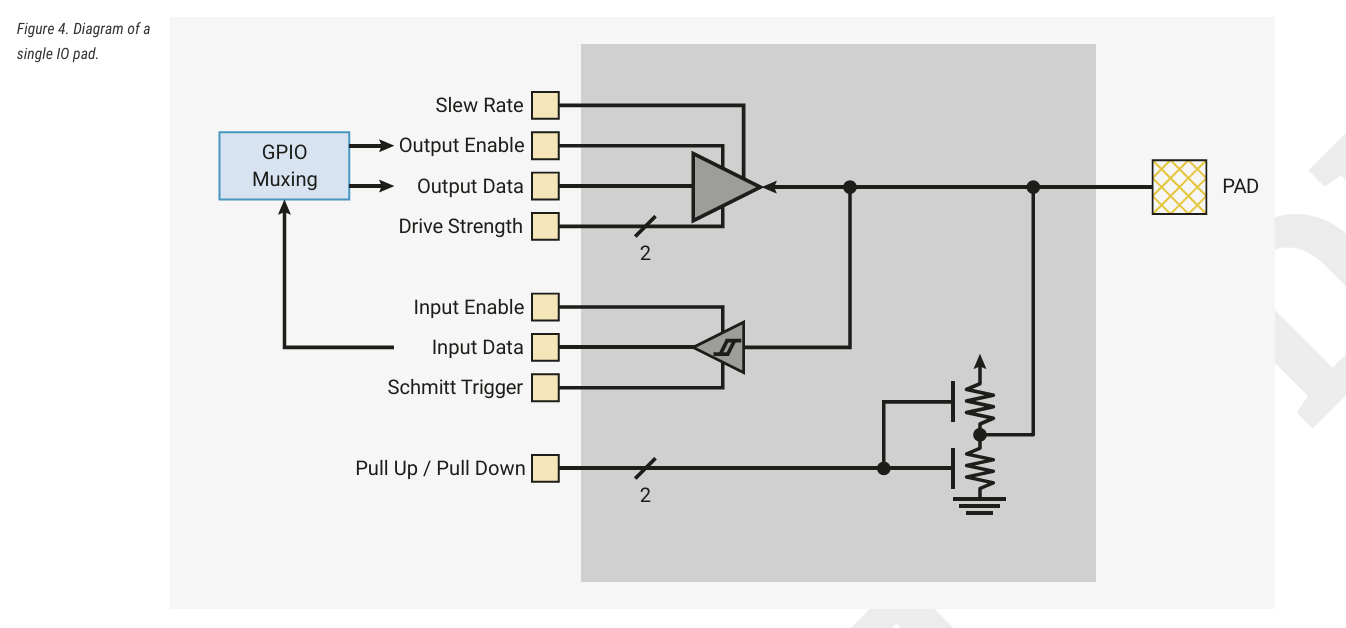 Figure 4. Diagram of a
single IO pad.
Slew Rate
GPIO
Muxing
Output Enable
Output Data
Drive Strength
2
PAD
Input Enable
Input Data
Schmitt Trigger
Pull Up / Pull Down
2